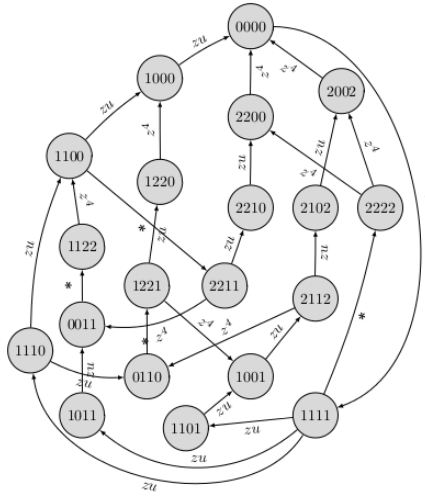 0000
zu
z⁴
z⁴
1000
2002
zu
z⁴
2200
zu
z⁴
1100
zu
z⁴
z⁴
1220
2210
2102
2222
*
zu
zu
1122
zu
zu
*
1221
2211
2112
*
0011
z⁴
z⁴
z⁴
zu
1110
*
zu
zu
0110
1001
1011
zu
1101
zu
1111
zu
zu